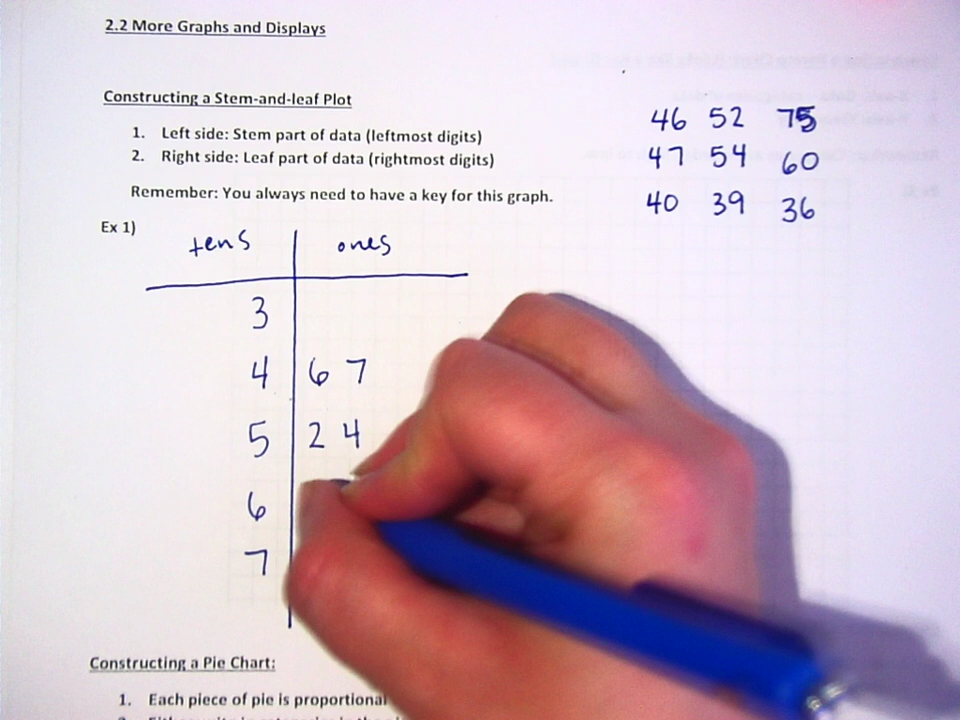 2.2 More Graphs and Displays
Constructing a Stem-and-leaf Plot
1. Left side: Stem part of data (leftmost digits)
2. Right side: Leaf part of data (rightmost digits)
Remember: You always need to have a key for this graph.
46 52 75
47 54 60
40 39 36
Ex 1)
tens ones
3
4 6 7
5 2 4
6
7
Constructing a Pie Chart:
1. Each piece of pie is proportional